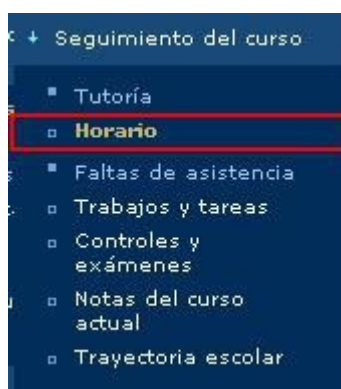 Seguimiento del curso
Tutoría
Horario
Faltas de asistencia
Trabajos y tareas
Controles y
exámenes
Notas del curso
actual
Trayectoria escolar